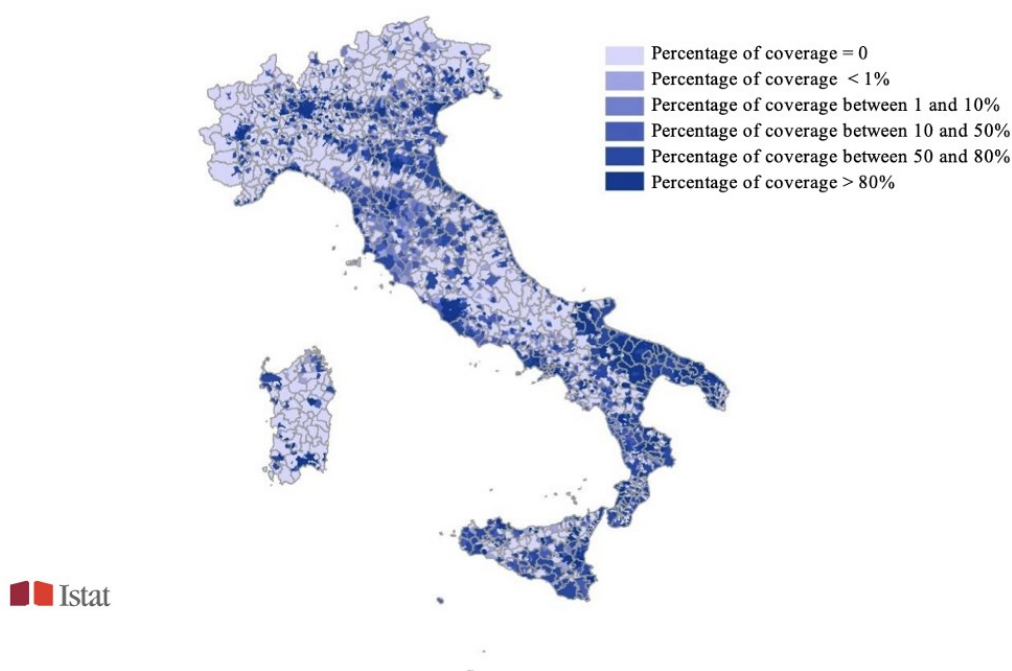 Percentage of coverage = 0
Percentage of coverage < 1%
Percentage of coverage between 1 and 10%
Percentage of coverage between 10 and 50%
Percentage of coverage between 50 and 80%
Percentage of coverage > 80%
Istat